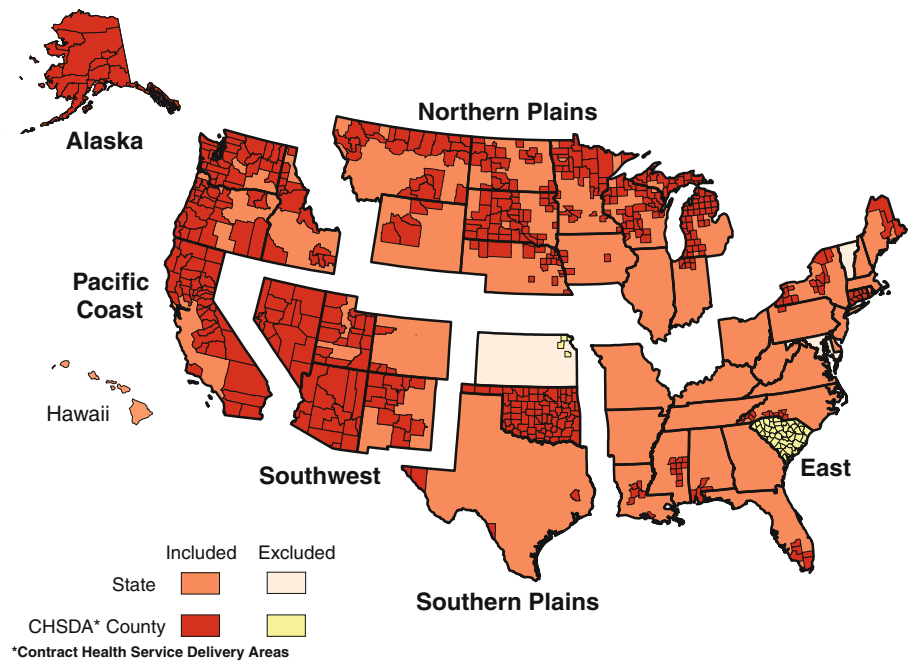 Northern Plains
Alaska
Pacific
Coast
Hawaii
Southwest
East
Southern Plains
Included Excluded
State
CHSDA* County
*Contract Health Service Delivery Areas